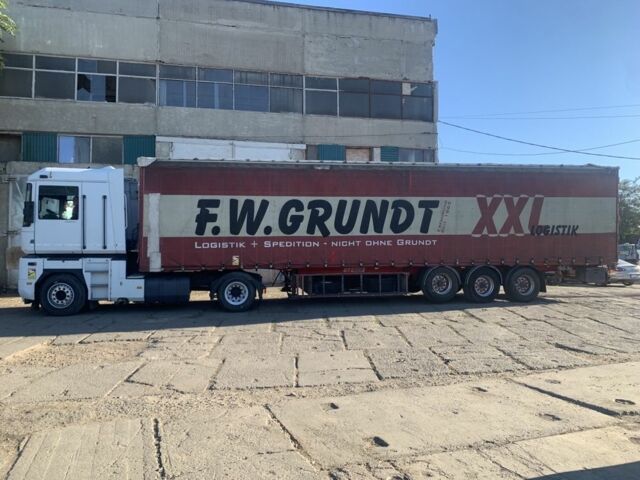 F.W.GRUNDT
XXL
LOGISTIK
LOGISTIK + SPEDITION - NICHT OHNE GRUNDT